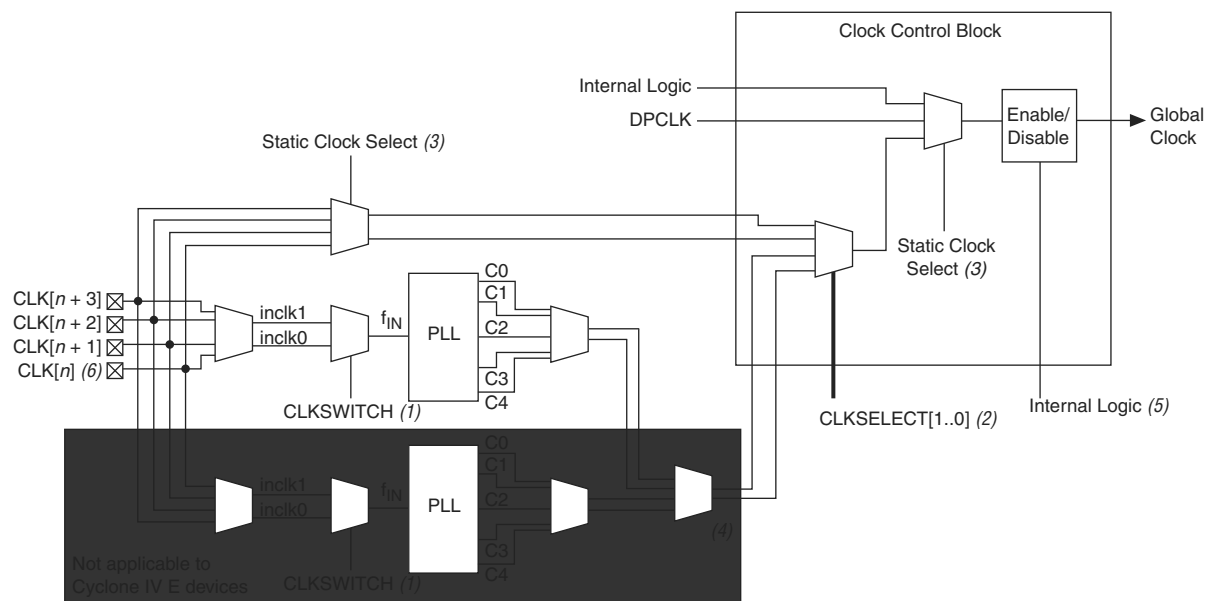 Clock Control Block
Internal Logic
DPCLK
Enable/
Disable
Global
Clock
Static Clock Select (3)
Static Clock
Select (3)
CLK[n + 3]
CLK[n + 2]
CLK[n + 1]
CLK[n] (6)
inclk1
inclk0
fIN
PLL
C0
C1
C2
C3
C4
CLKSWITCH (1)
CLKSELECT[1..0] (2)
Internal Logic (5)
inclk1
inclk0
fIN
PLL
C0
C1
C2
C3
C4
(4)
CLKSWITCH (1)
Not applicable to
Cyclone IV E devices